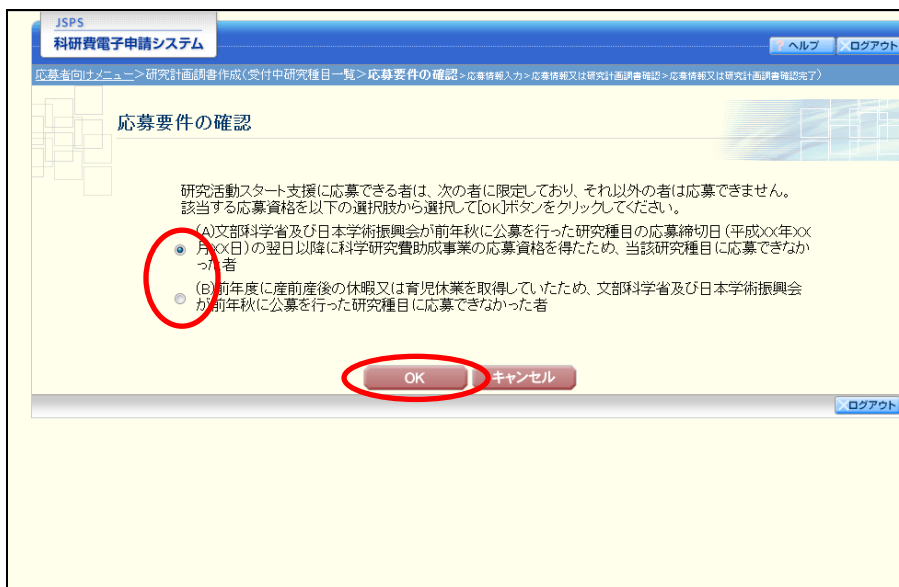 JSPS
科研費電子申請システム
? ヘルプ
ログアウト
応募者向けメニュー>研究計画調書作成(受付中研究種目一覧>応募要件の確認>応募情報入力>応募情報又は研究計画調書確認>応募情報又は研究計画調書確認完了)
応募要件の確認
研究活動スタート支援に応募できる者は、次の者に限定しており、それ以外の者は応募できません。
該当する応募資格を以下の選択肢から選択して[OK]ボタンをクリックしてください。
(A)文部科学省及び日本学術振興会が前年秋に公募を行った研究種目の応募締切日(平成XX年XX
月XX日)の翌日以降に科学研究費助成事業の応募資格を得たため、当該研究種目に応募できなか
った者
(B)前年度に産前産後の休暇又は育児休業を取得していたため、文部科学省及び日本学術振興会
が前年秋に公募を行った研究種目に応募できなかった者
OK
キャンセル
ログアウト